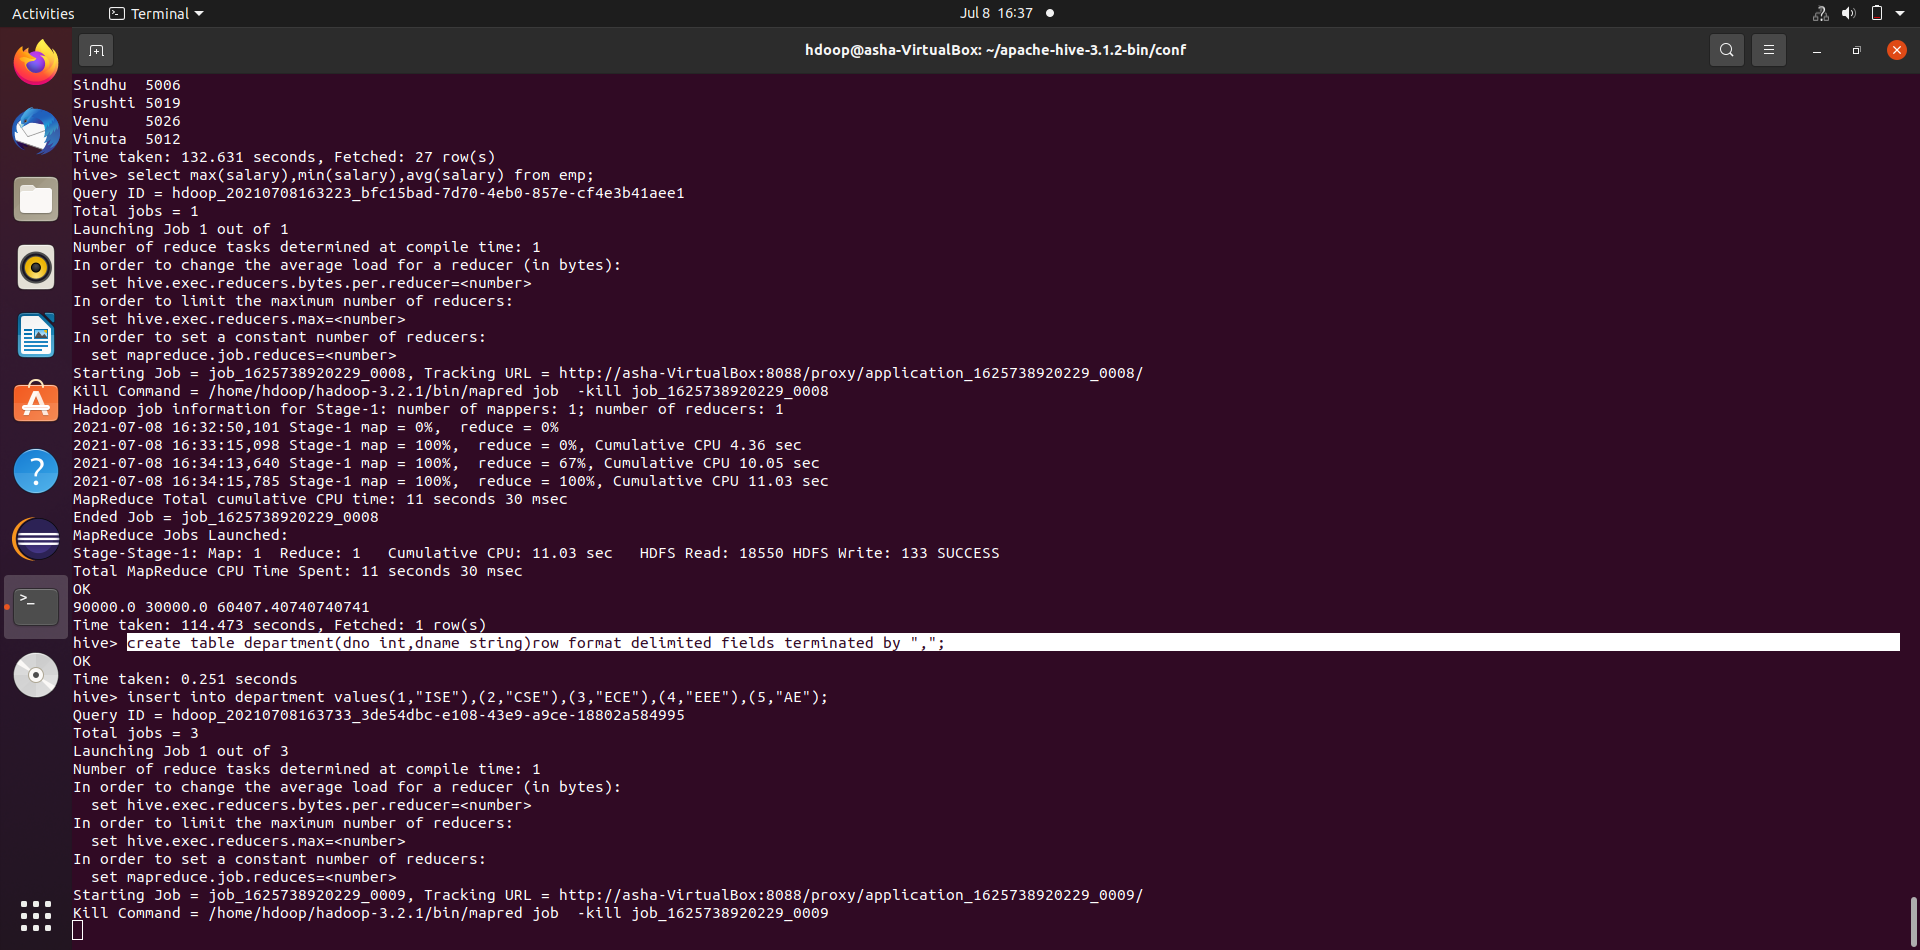 Activities Terminal Jul 8 16:37
hdoop@asha-VirtualBox: ~/apache-hive-3.1.2-bin/conf
Sindhu  5006
Srushti 5019
Venu    5026
Vinuta  5012
Time taken: 132.631 seconds, Fetched: 27 row(s)
hive> select max(salary),min(salary),avg(salary) from emp;
Query ID = hdoop_20210708163223_bfc15bad-7d70-4eb0-857e-cf4e3b41aee1
Total jobs = 1
Launching Job 1 out of 1
Number of reduce tasks determined at compile time: 1
In order to change the average load for a reducer (in bytes):
  set hive.exec.reducers.bytes.per.reducer=<number>
In order to limit the maximum number of reducers:
  set hive.exec.reducers.max=<number>
In order to set a constant number of reducers:
  set mapreduce.job.reduces=<number>
Starting Job = job_1625738920229_0008, Tracking URL = http://asha-VirtualBox:8088/proxy/application_1625738920229_0008/
Kill Command = /home/hdoop/hadoop-3.2.1/bin/mapred job  -kill job_1625738920229_0008
Hadoop job information for Stage-1: number of mappers: 1; number of reducers: 1
2021-07-08 16:32:50,101 Stage-1 map = 0%,  reduce = 0%
2021-07-08 16:33:15,098 Stage-1 map = 100%,  reduce = 0%, Cumulative CPU 4.36 sec
2021-07-08 16:34:13,640 Stage-1 map = 100%,  reduce = 67%, Cumulative CPU 10.05 sec
2021-07-08 16:34:15,785 Stage-1 map = 100%,  reduce = 100%, Cumulative CPU 11.03 sec
MapReduce Total cumulative CPU time: 11 seconds 30 msec
Ended Job = job_1625738920229_0008
MapReduce Jobs Launched:
Stage-Stage-1: Map: 1  Reduce: 1   Cumulative CPU: 11.03 sec   HDFS Read: 18550 HDFS Write: 133 SUCCESS
Total MapReduce CPU Time Spent: 11 seconds 30 msec
OK
90000.0 30000.0 60407.40740740741
Time taken: 114.473 seconds, Fetched: 1 row(s)
hive> create table department(dno int,dname string)row format delimited fields terminated by ",";
OK
Time taken: 0.251 seconds
hive> insert into department values(1,"ISE"),(2,"CSE"),(3,"ECE"),(4,"EEE"),(5,"AE");
Query ID = hdoop_20210708163733_3de54dbc-e108-43e9-a9ce-18802a584995
Total jobs = 3
Launching Job 1 out of 3
Number of reduce tasks determined at compile time: 1
In order to change the average load for a reducer (in bytes):
  set hive.exec.reducers.bytes.per.reducer=<number>
In order to limit the maximum number of reducers:
  set hive.exec.reducers.max=<number>
In order to set a constant number of reducers:
  set mapreduce.job.reduces=<number>
Starting Job = job_1625738920229_0009, Tracking URL = http://asha-VirtualBox:8088/proxy/application_1625738920229_0009/
Kill Command = /home/hdoop/hadoop-3.2.1/bin/mapred job  -kill job_1625738920229_0009